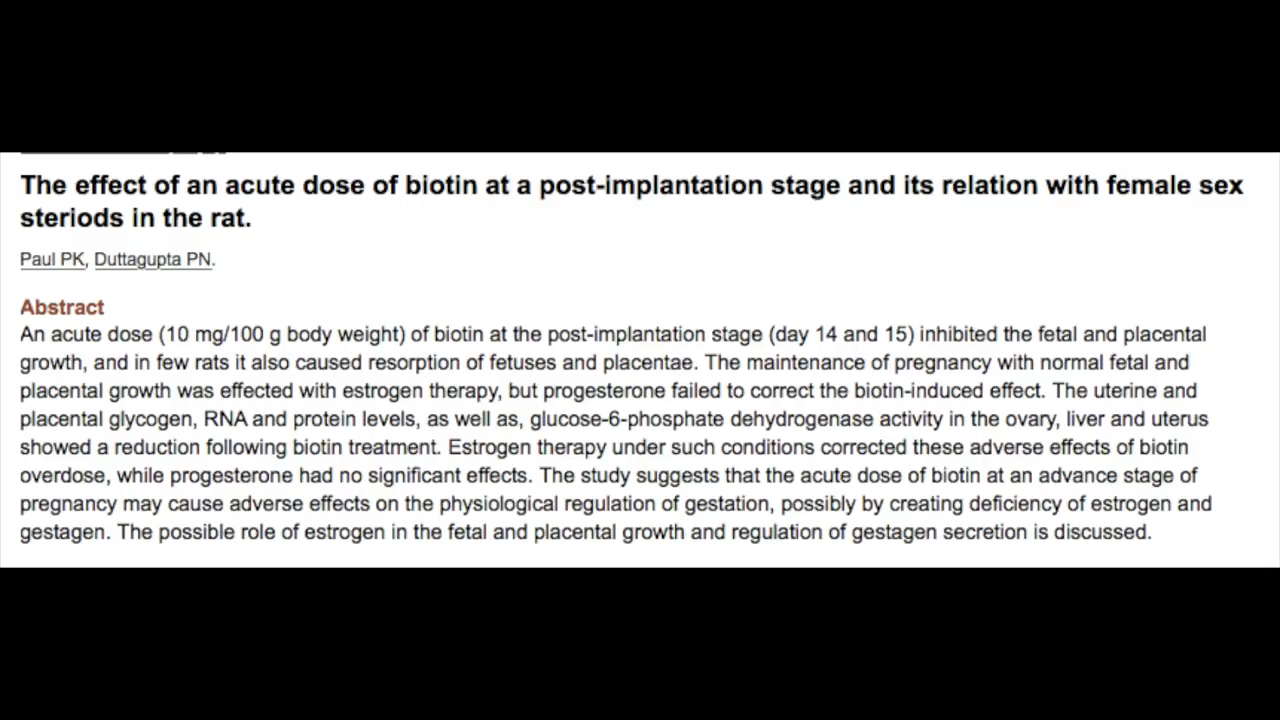 The effect of an acute dose of biotin at a post-implantation stage and its relation with female sex
steriods in the rat.
Paul PK, Duttagupta PN.
Abstract
An acute dose (10 mg/100 g body weight) of biotin at the post-implantation stage (day 14 and 15) inhibited the fetal and placental
growth, and in few rats it also caused resorption of fetuses and placentae. The maintenance of pregnancy with normal fetal and
placental growth was effected with estrogen therapy, but progesterone failed to correct the biotin-induced effect. The uterine and
placental glycogen, RNA and protein levels, as well as, glucose-6-phosphate dehydrogenase activity in the ovary, liver and uterus
showed a reduction following biotin treatment. Estrogen therapy under such conditions corrected these adverse effects of biotin
overdose, while progesterone had no significant effects. The study suggests that the acute dose of biotin at an advance stage of
pregnancy may cause adverse effects on the physiological regulation of gestation, possibly by creating deficiency of estrogen and
gestagen. The possible role of estrogen in the fetal and placental growth and regulation of gestagen secretion is discussed.